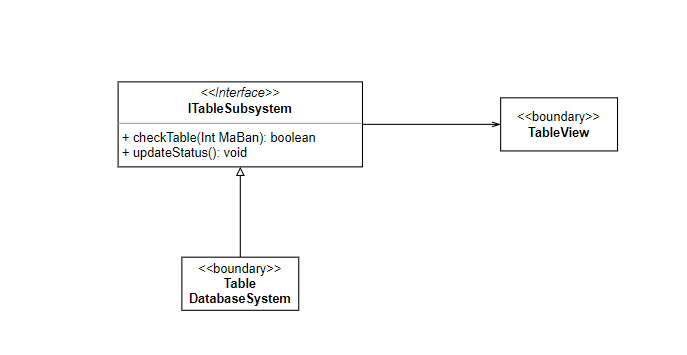 <<Interface>>
ITableSubsystem
+ checkTable(Int MaBan): boolean
+ updateStatus(): void
<<boundary>>
TableView
<<boundary>>
Table
DatabaseSystem